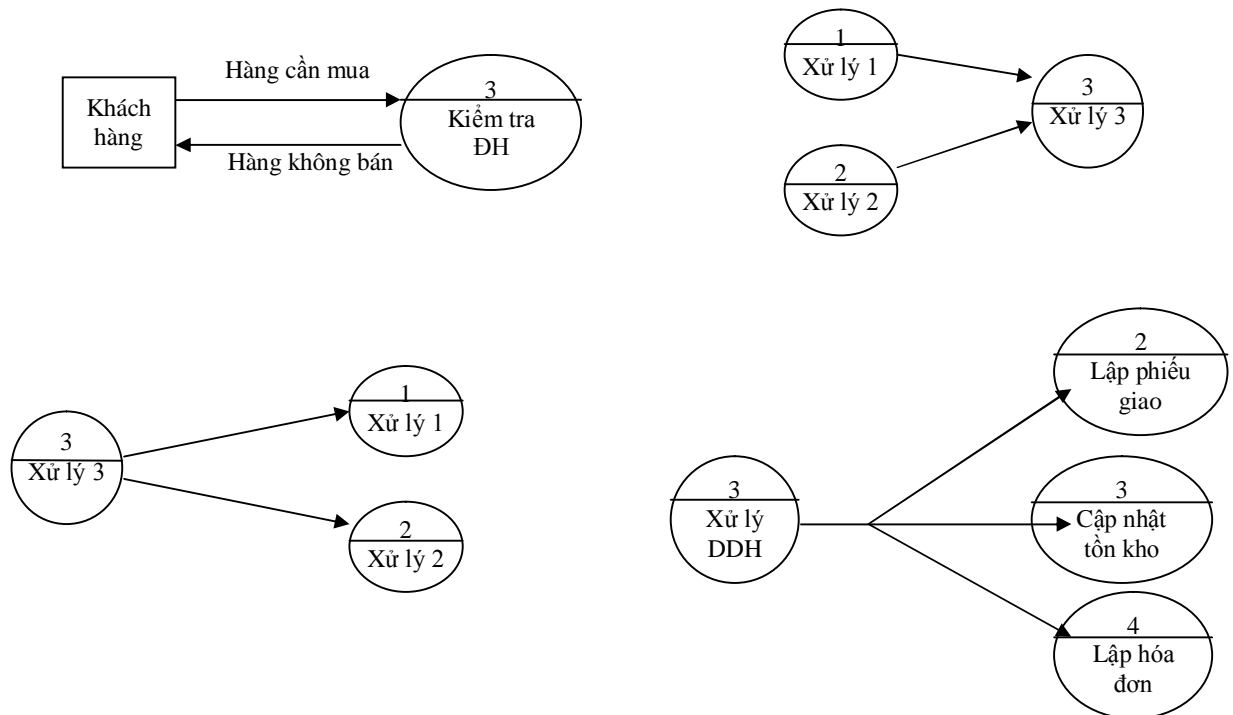 Hàng cần mua
Khách
hàng
3
Kiểm tra
ĐH
Hàng không bán
1
Xử lý 1
3
Xử lý 3
2
Xử lý 2
3
Xử lý 3
1
Xử lý 1
2
Xử lý 2
3
Xử lý
DDH
2
Lập phiếu
giao
3
Cập nhật
tồn kho
4
Lập hóa
đơn